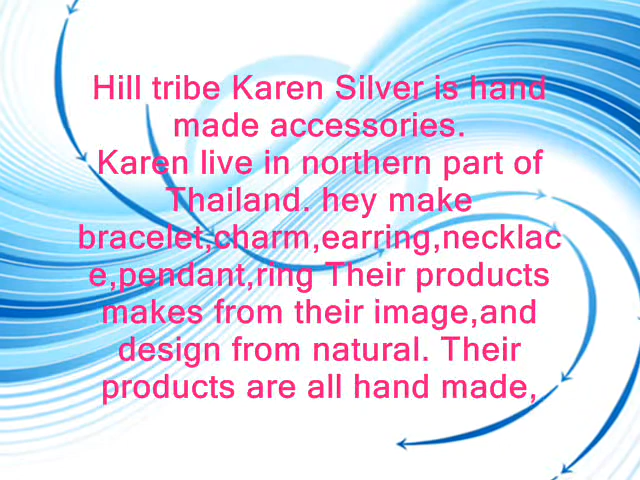 Hill tribe Karen Silver is hand
made accessories.
Karen live in northern part of
Thailand. hey make
bracelet,charm,earring,necklac
e,pendant,ring Their products
makes from their image,and
design from natural. Their
products are all hand made,